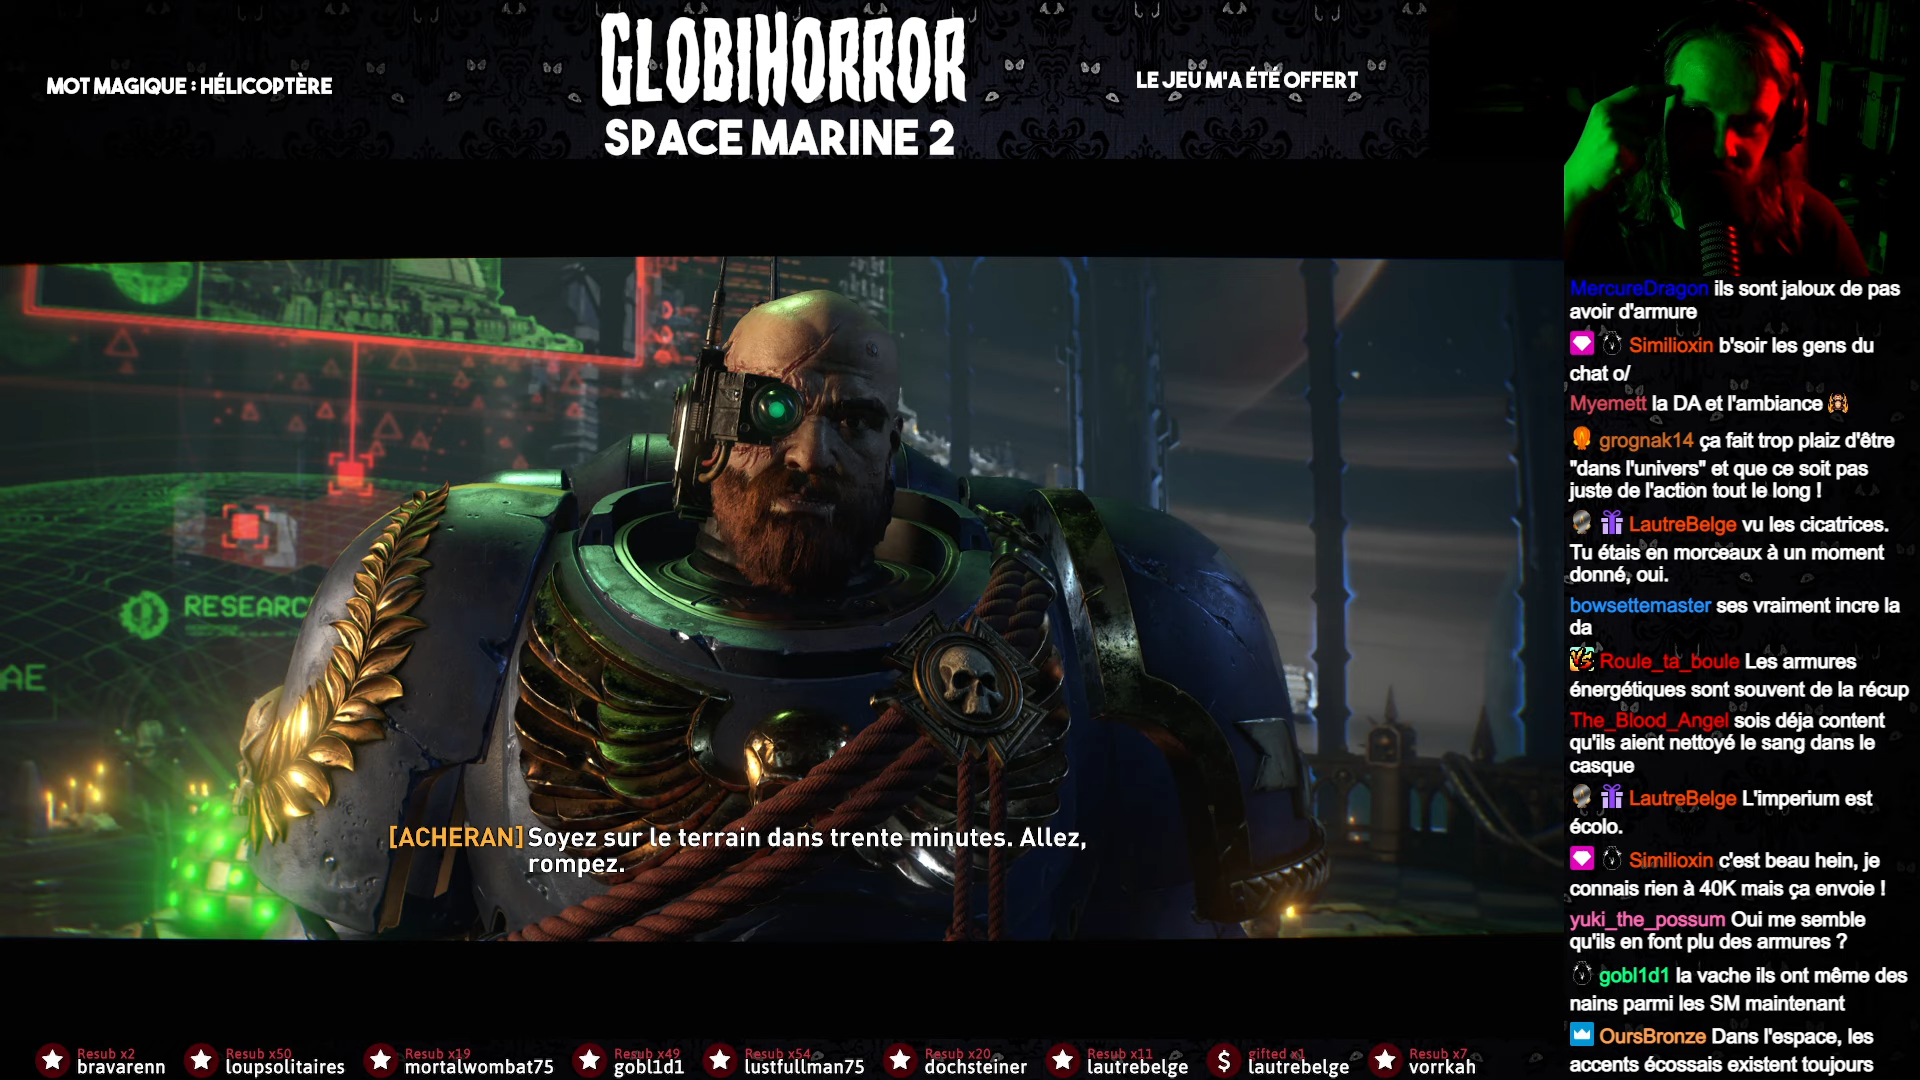 MOT MAGIQUE : HÉLICOPTÈRE
GLOBIHORROR
SPACE MARINE 2
LE JEU M'A ÉTÉ OFFERT
RESEARC
AE
[ACHERAN] Soyez sur le terrain dans trente minutes. Allez,
rompez.
MercureDragon ils sont jaloux de pas
avoir d'armure
Similioxin b'soir les gens du
chat o/
Myemett la DA et l'ambiance
grognak14 ça fait trop plaiz d'être
"dans l'univers" et que ce soit pas
juste de l'action tout le long !
LautreBelge vu les cicatrices.
Tu étais en morceaux à un moment
donné, oui.
bowsettemaster ses vraiment incre la
da
Roule_ta_boule Les armures
énergétiques sont souvent de la récup
The_Blood_Angel sois déja content
qu'ils aient nettoyé le sang dans le
casque
LautreBelge L'imperium est
écolo.
Similioxin c'est beau hein, je
connais rien à 40K mais ça envoie !
yuki_the_possum Oui me semble
qu'ils en font plu des armures ?
gobl1d1 la vache ils ont même des
nains parmi les SM maintenant
OursBronze Dans l'espace, les
accents écossais existent toujours
Resub x2
bravarenn
Resub x50
loupsolitaires
Resub x19
mortalwombat75
Resub x49
gobl1d1
Resub x54
lustfullman75
Resub x20
dochsteiner
Resub x11
lautrebelge
gifted x1
lautrebelge
Resub x7
vorrkah